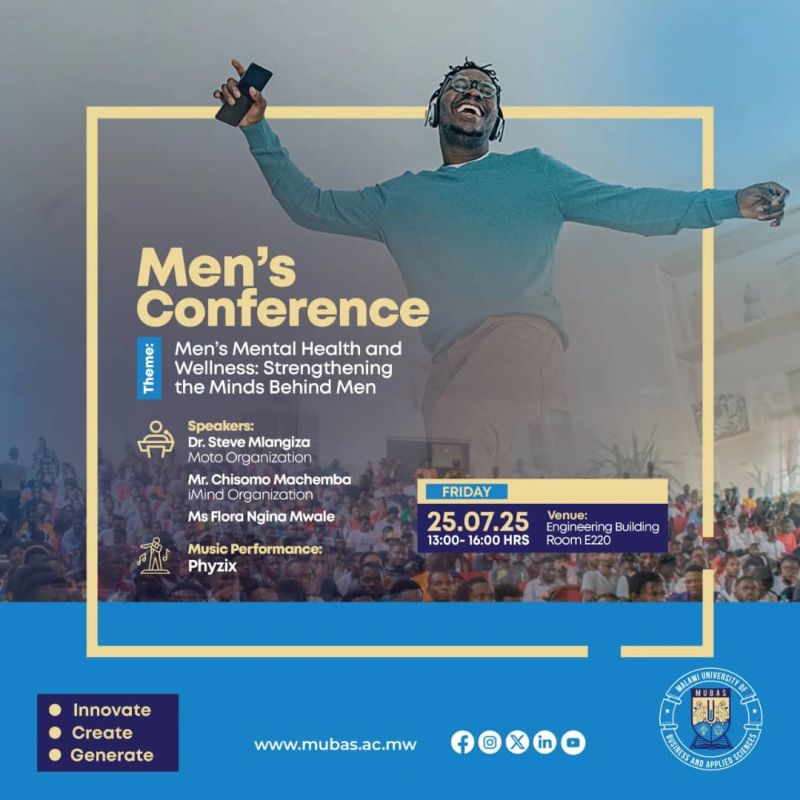 Men's
Conference
Theme:
Men's Mental Health and
Wellness: Strengthening
the Minds Behind Men
Speakers:
Dr. Steve Mlangiza
Moto Organization
Mr. Chisomo Machemba
iMind Organization
Ms Flora Ngina Mwale
Music Performance:
Phyzix
FRIDAY
25.07.25
13:00- 16:00 HRS
Venue:
Engineering Building
Room E220
Innovate
Create
Generate
www.mubas.ac.mw
MALAWI UNIVERSITY OF
MUBAS
BUSINESS AND APPLIED SCIENCES